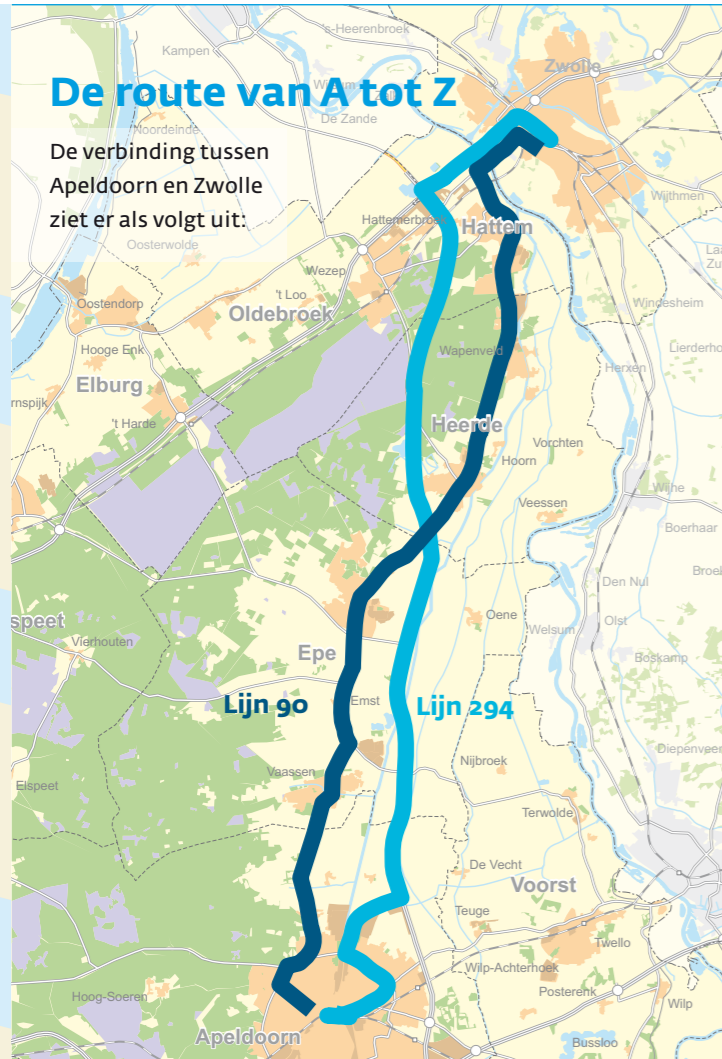 's-Heerenbroek
Kampen
Zwolle
De route van A tot Z
De Zande
Noordeinde
De verbinding tussen
Apeldoorn en Zwolle
ziet er als volgt uit:
Wijthmen
Hattemerbroek
Hattem
Oosterwolde
Wezep
't Loo
Oostendorp
Oldebroek
Windesheim
Hooge Enk
Wapenveld
Elburg
Herxen
't Harde
Heerde
Vorchten
Hoorn
Wijhe
Veessen
Boerhaar
Den Nul
Oene
Olst
Vierhouten
Welsum
Epe
Boskamp
Emst
Lijn 90
Lijn 294
Vaassen
Nijbroek
Elspeet
Terwolde
De Vecht
Voorst
Teuge
Twello
Wilp-Achterhoek
Hoog-Soeren
Posterenk
Wilp
Apeldoorn
Bussloo